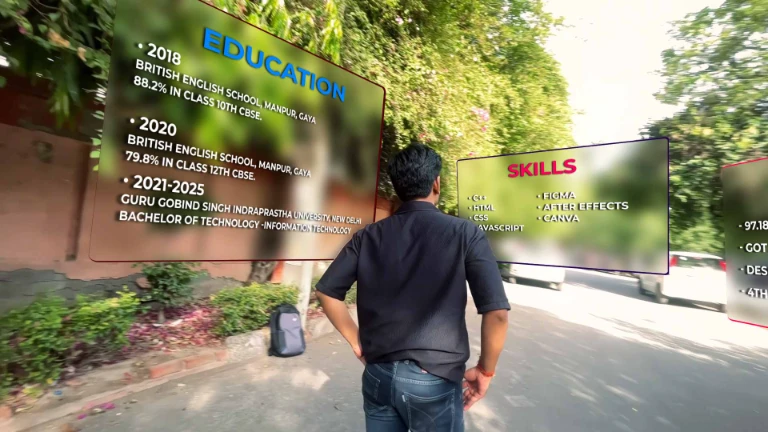 EDUCATION
• 2018
BRITISH ENGLISH SCHOOL, MANPUR, GAYA
88.2% IN CLASS 10TH CBSE.
• 2020
BRITISH ENGLISH SCHOOL, MANPUR, GAYA
79.8% IN CLASS 12TH CBSE.
• 2021-2025
GURU GOBIND SINGH INDRAPRASTHA UNIVERSITY, NEW DELHI
BACHELOR OF TECHNOLOGY -INFORMATION TECHNOLOGY
SKILLS
• HTML
• CSS
JAVASCRIPT
• FIGMA
• AFTER EFFECTS
• CANVA
• 97.18
• GOT
• DES
• 4TH